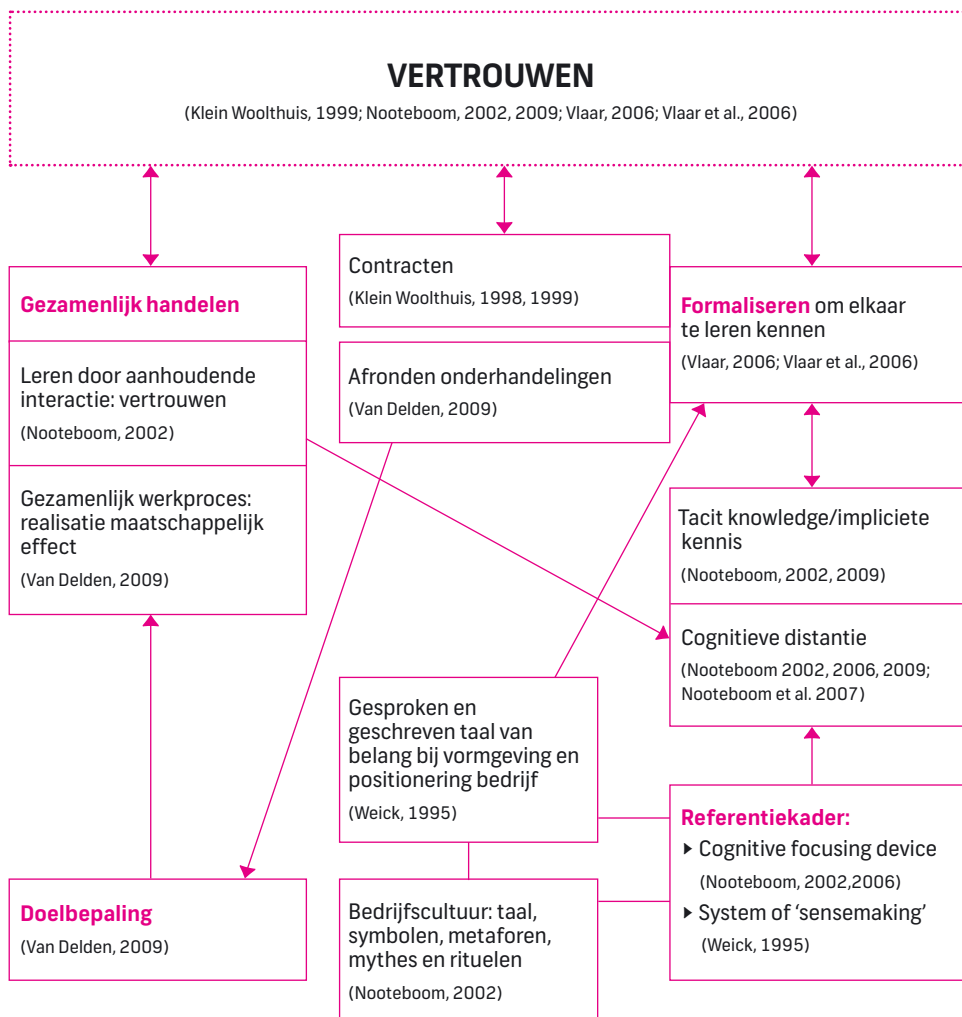 VERTROUWEN
(Klein Woolthuis, 1999; Nooteboom, 2002, 2009; Vlaar, 2006; Vlaar et al., 2006)
Gezamenlijk handelen
Leren door aanhoudende
interactie: vertrouwen
(Nooteboom, 2002)
Gezamenlijk werkproces:
realisatie maatschappelijk
effect
(Van Delden, 2009)
Doelbepaling
(Van Delden, 2009)
Contracten
(Klein Woolthuis, 1998, 1999)
Afronden onderhandelingen
(Van Delden, 2009)
Gesproken en
geschreven taal van
belang bij vormgeving en
positionering bedrijf
(Weick, 1995)
Bedrijfscultuur: taal,
symbolen, metaforen,
mythes en rituelen
(Nooteboom, 2002)
Formaliseren om elkaar
te leren kennen
(Vlaar, 2006; Vlaar et al., 2006)
Tacit knowledge/impliciete
kennis
(Nooteboom, 2002, 2009)
Cognitieve distantie
(Nooteboom 2002, 2006, 2009;
Nooteboom et al. 2007)
Referentiekader:
‣ Cognitive focusing device
(Nooteboom, 2002,2006)
‣ System of ‘sensemaking’
(Weick, 1995)